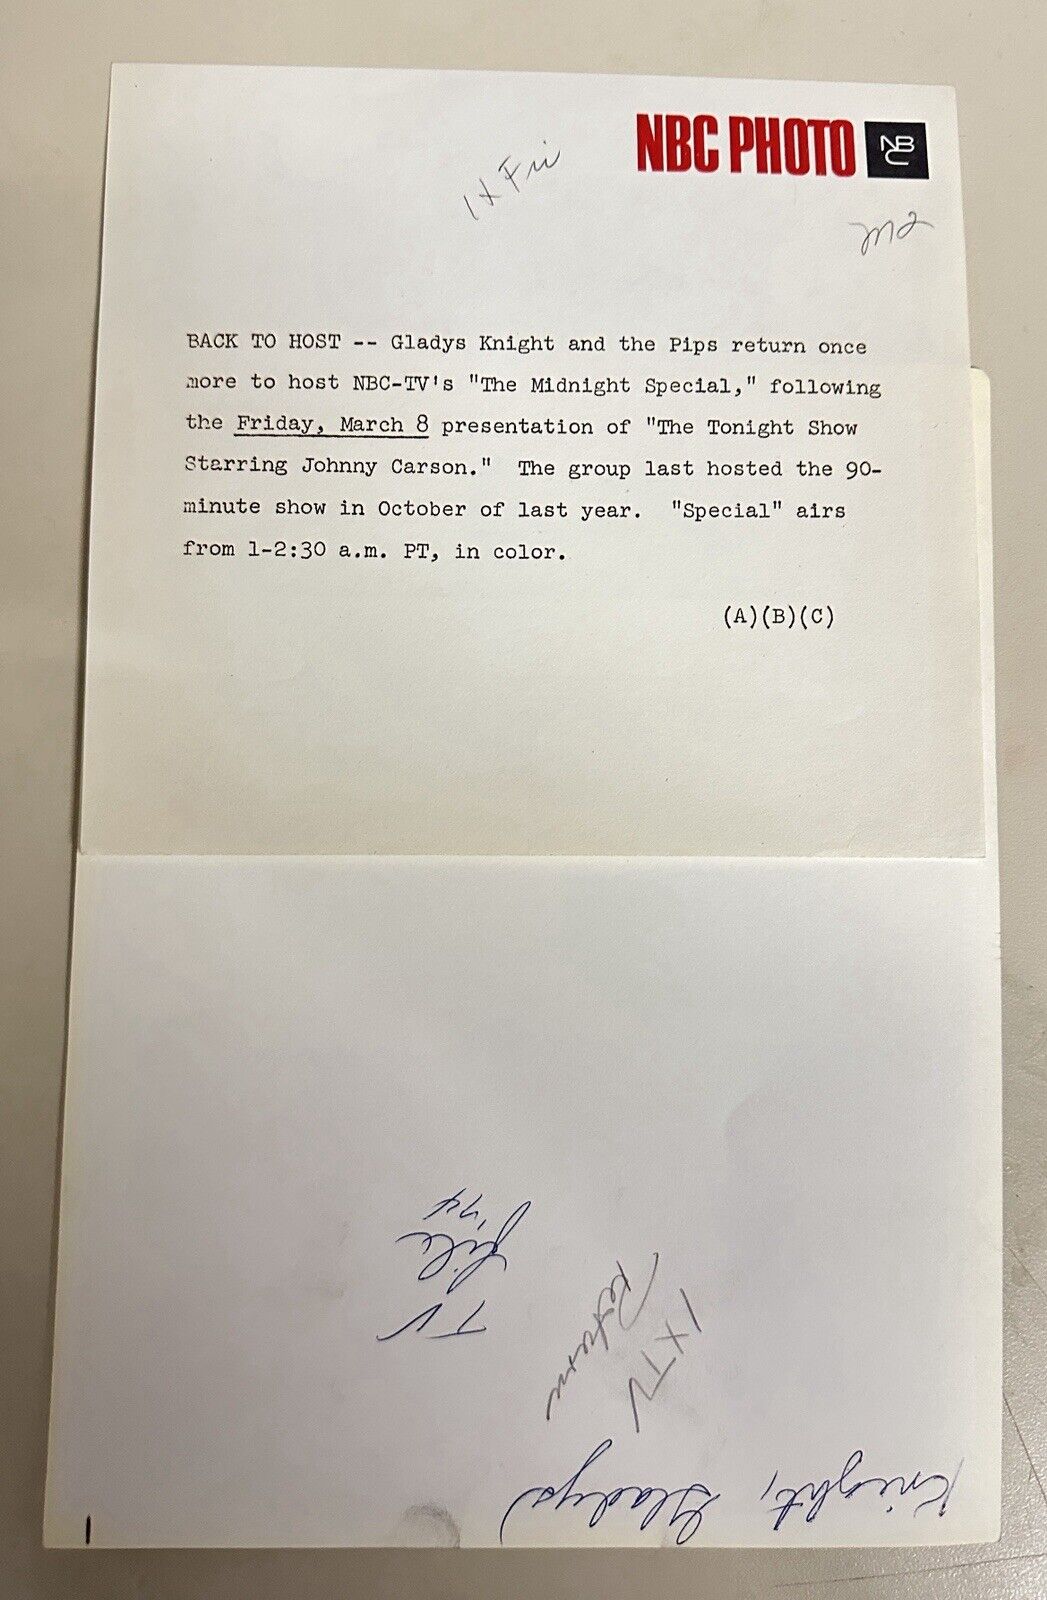 NBC PHOTO NBC
1X Fri
M2
BACK TO HOST -- Gladys Knight and the Pips return once
more to host NBC-TV's "The Midnight Special," following
the Friday, March 8 presentation of "The Tonight Show
Starring Johnny Carson."  The group last hosted the 90-
minute show in October of last year.  "Special" airs
from 1-2:30 a.m. PT, in color.
(A)(B)(C)
Knight, Gladys
1XTV
Return
TV
file
'74